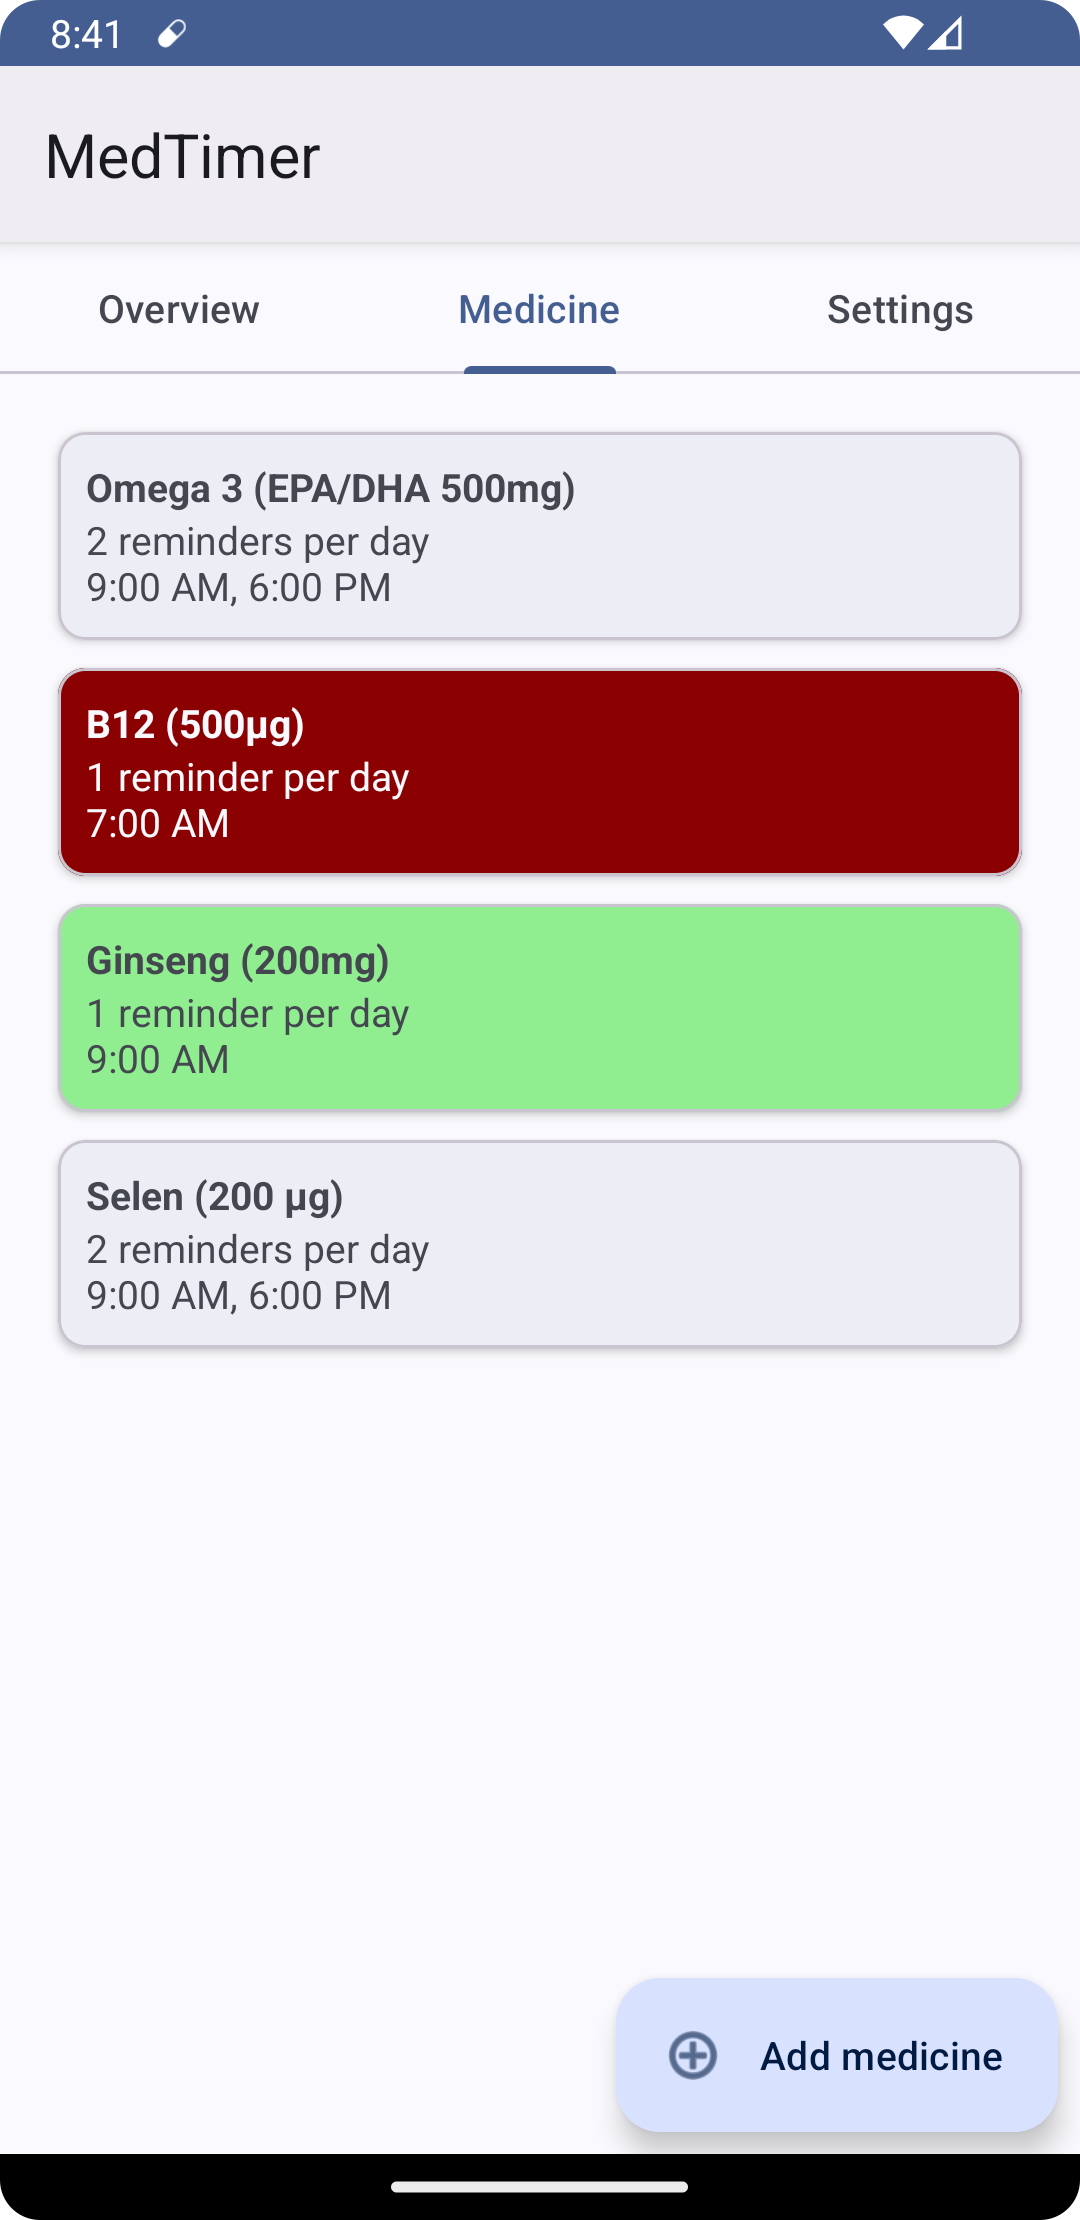 8:41
MedTimer
Overview Medicine Settings
Omega 3 (EPA/DHA 500mg)
2 reminders per day
9:00 AM, 6:00 PM
B12 (500µg)
1 reminder per day
7:00 AM
Ginseng (200mg)
1 reminder per day
9:00 AM
Selen (200 µg)
2 reminders per day
9:00 AM, 6:00 PM
Add medicine